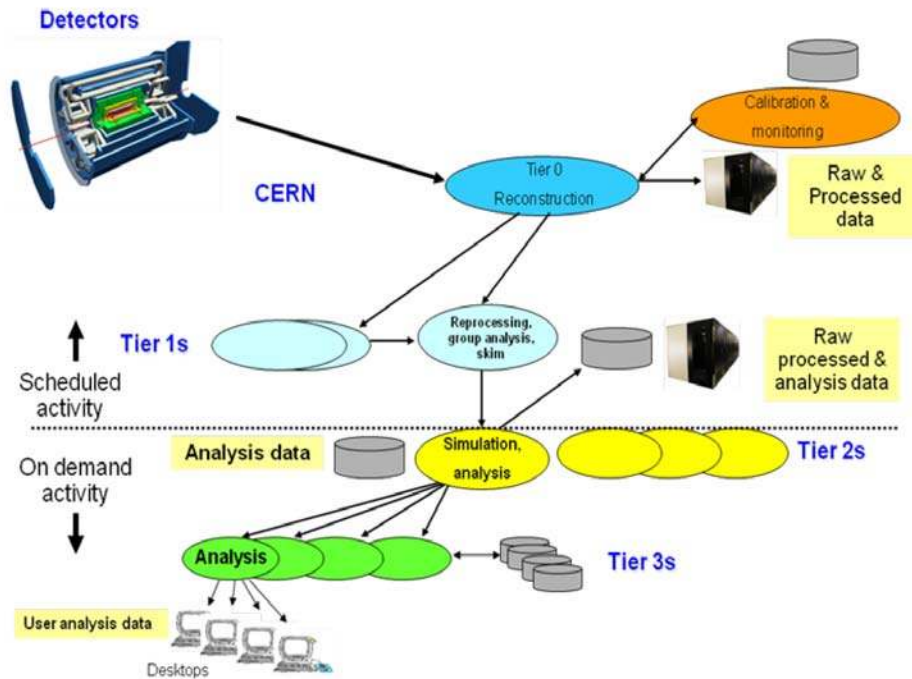 Detectors
Calibration &
monitoring
Tier 0
Reconstruction
CERN
Raw &
Processed
data
Tier 1s
Reprocessing,
group analysis,
skim
Raw
processed &
analysis data
Scheduled
activity
Analysis data
Simulation,
analysis
Tier 2s
On demand
activity
Analysis
Tier 3s
User analysis data
Desktops